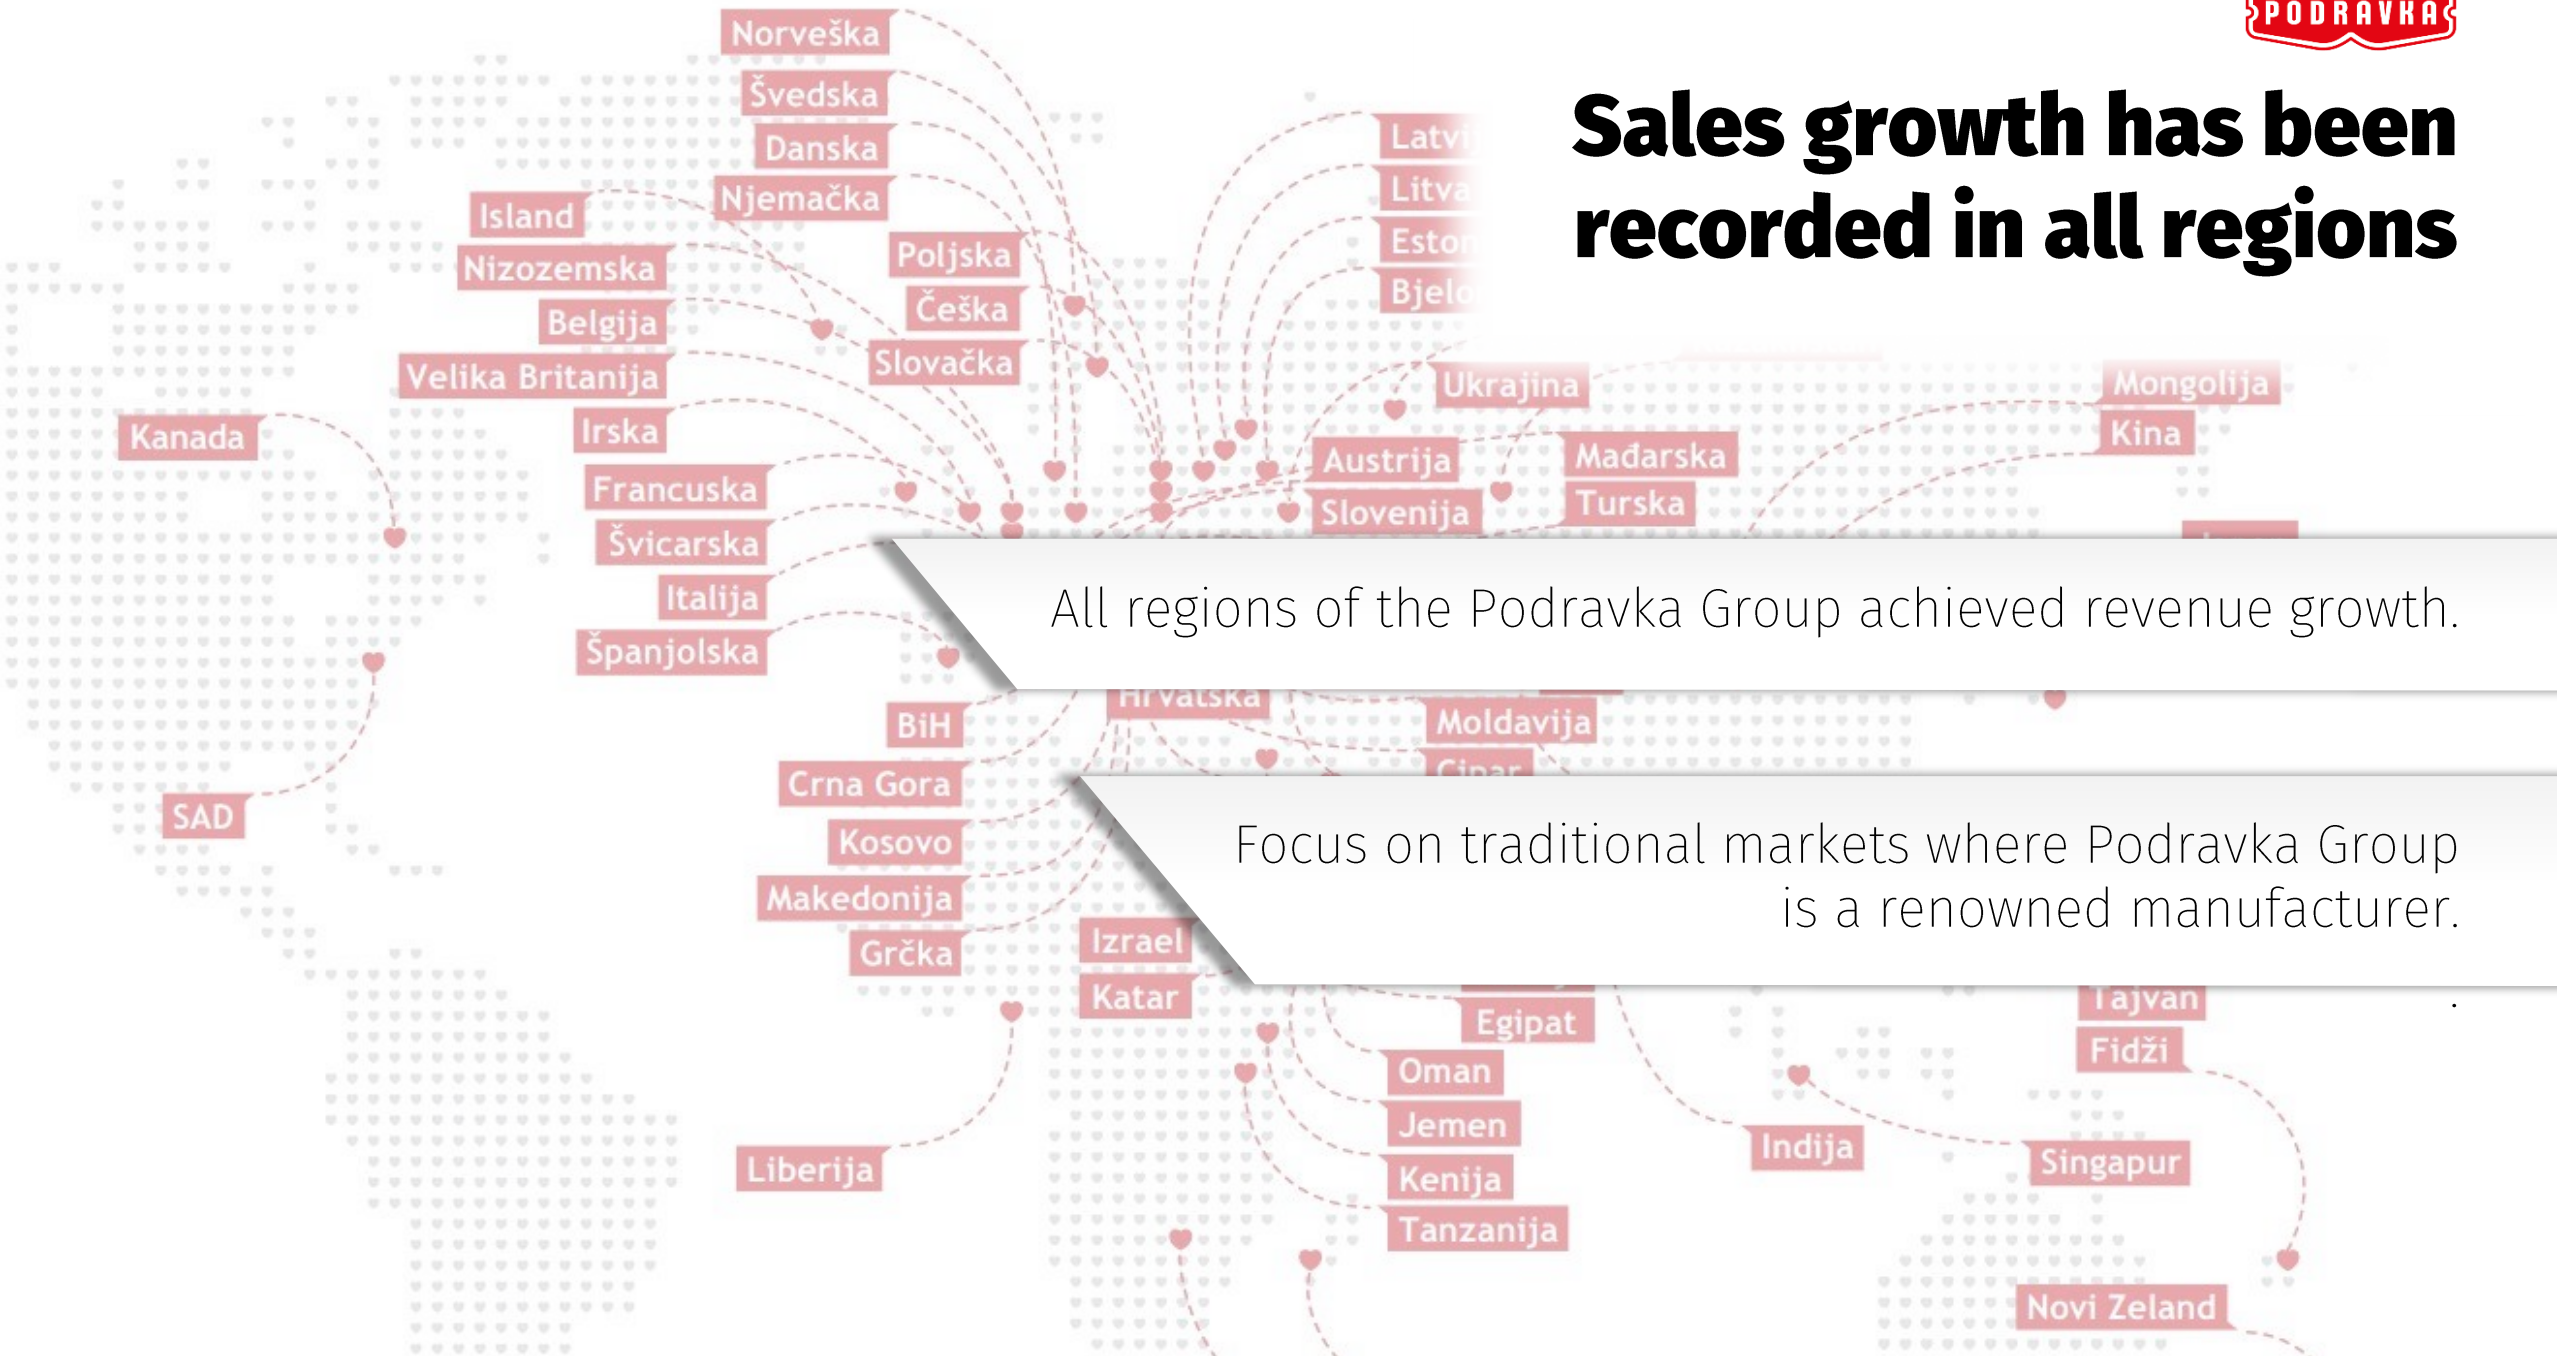 PODRAVKA
Sales growth has been
recorded in all regions
Norveška
Švedska
Danska
Njemačka
Island
Nizozemska
Belgija
Velika Britanija
Irska
Francuska
Švicarska
Italija
Španjolska
Kanada
SAD
Poljska
Češka
Slovačka
Ukrajina
Austrija
Slovenija
Mađarska
Turska
Mongolija
Kina
All regions of the Podravka Group achieved revenue growth.
Hrvatska
Moldavija
Cipar
BiH
Crna Gora
Kosovo
Makedonija
Grčka
Focus on traditional markets where Podravka Group
is a renowned manufacturer.
.
Izrael
Katar
Egipat
Oman
Jemen
Kenija
Tanzanija
Liberija
Indija
Tajvan
Fidži
Singapur
Novi Zeland